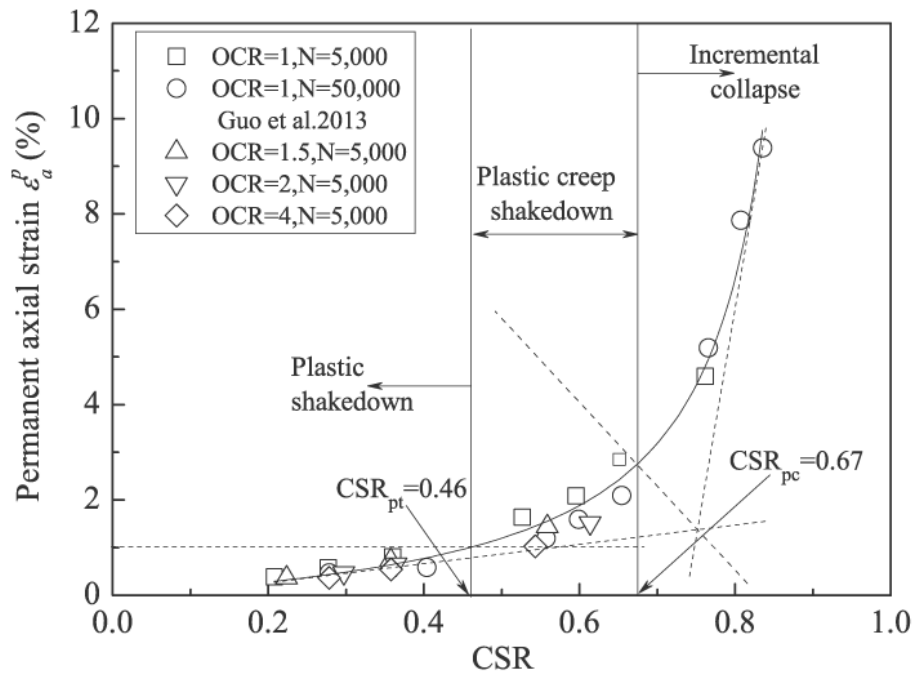 12
10
8
6
4
2
0
Permanent axial strain ε_a^p (%)
OCR=1,N=5,000
OCR=1,N=50,000
Guo et al.2013
OCR=1.5,N=5,000
OCR=2,N=5,000
OCR=4,N=5,000
Incremental
collapse
Plastic creep
shakedown
Plastic
shakedown
CSR_pt=0.46
CSR_pc=0.67
0.0 0.2 0.4 0.6 0.8 1.0
CSR